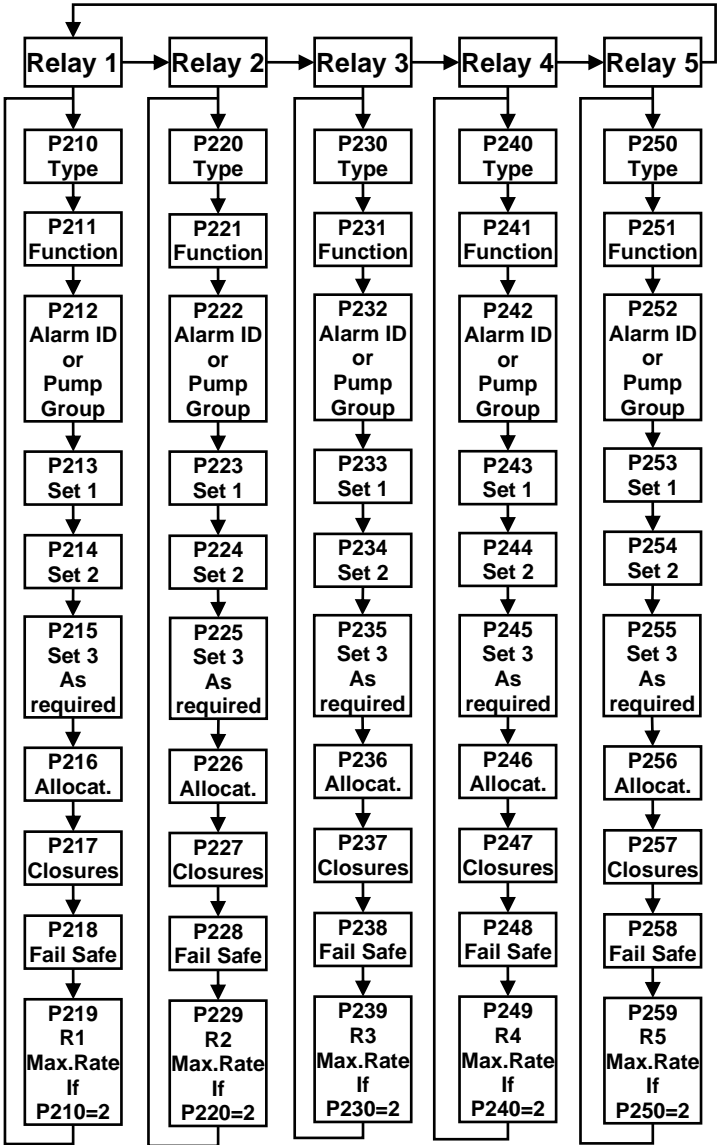 Relay 1
Relay 2
Relay 3
Relay 4
Relay 5
P210
Type
P211
Function
P212
Alarm ID
or
Pump
Group
P213
Set 1
P214
Set 2
P215
Set 3
As
required
P216
Allocat.
P217
Closures
P218
Fail Safe
P219
R1
Max.Rate
If
P210=2
P220
Type
P221
Function
P222
Alarm ID
or
Pump
Group
P223
Set 1
P224
Set 2
P225
Set 3
As
required
P226
Allocat.
P227
Closures
P228
Fail Safe
P229
R2
Max.Rate
If
P220=2
P230
Type
P231
Function
P232
Alarm ID
or
Pump
Group
P233
Set 1
P234
Set 2
P235
Set 3
As
required
P236
Allocat.
P237
Closures
P238
Fail Safe
P239
R3
Max.Rate
If
P230=2
P240
Type
P241
Function
P242
Alarm ID
or
Pump
Group
P243
Set 1
P244
Set 2
P245
Set 3
As
required
P246
Allocat.
P247
Closures
P248
Fail Safe
P249
R4
Max.Rate
If
P240=2
P250
Type
P251
Function
P252
Alarm ID
or
Pump
Group
P253
Set 1
P254
Set 2
P255
Set 3
As
required
P256
Allocat.
P257
Closures
P258
Fail Safe
P259
R5
Max.Rate
If
P250=2